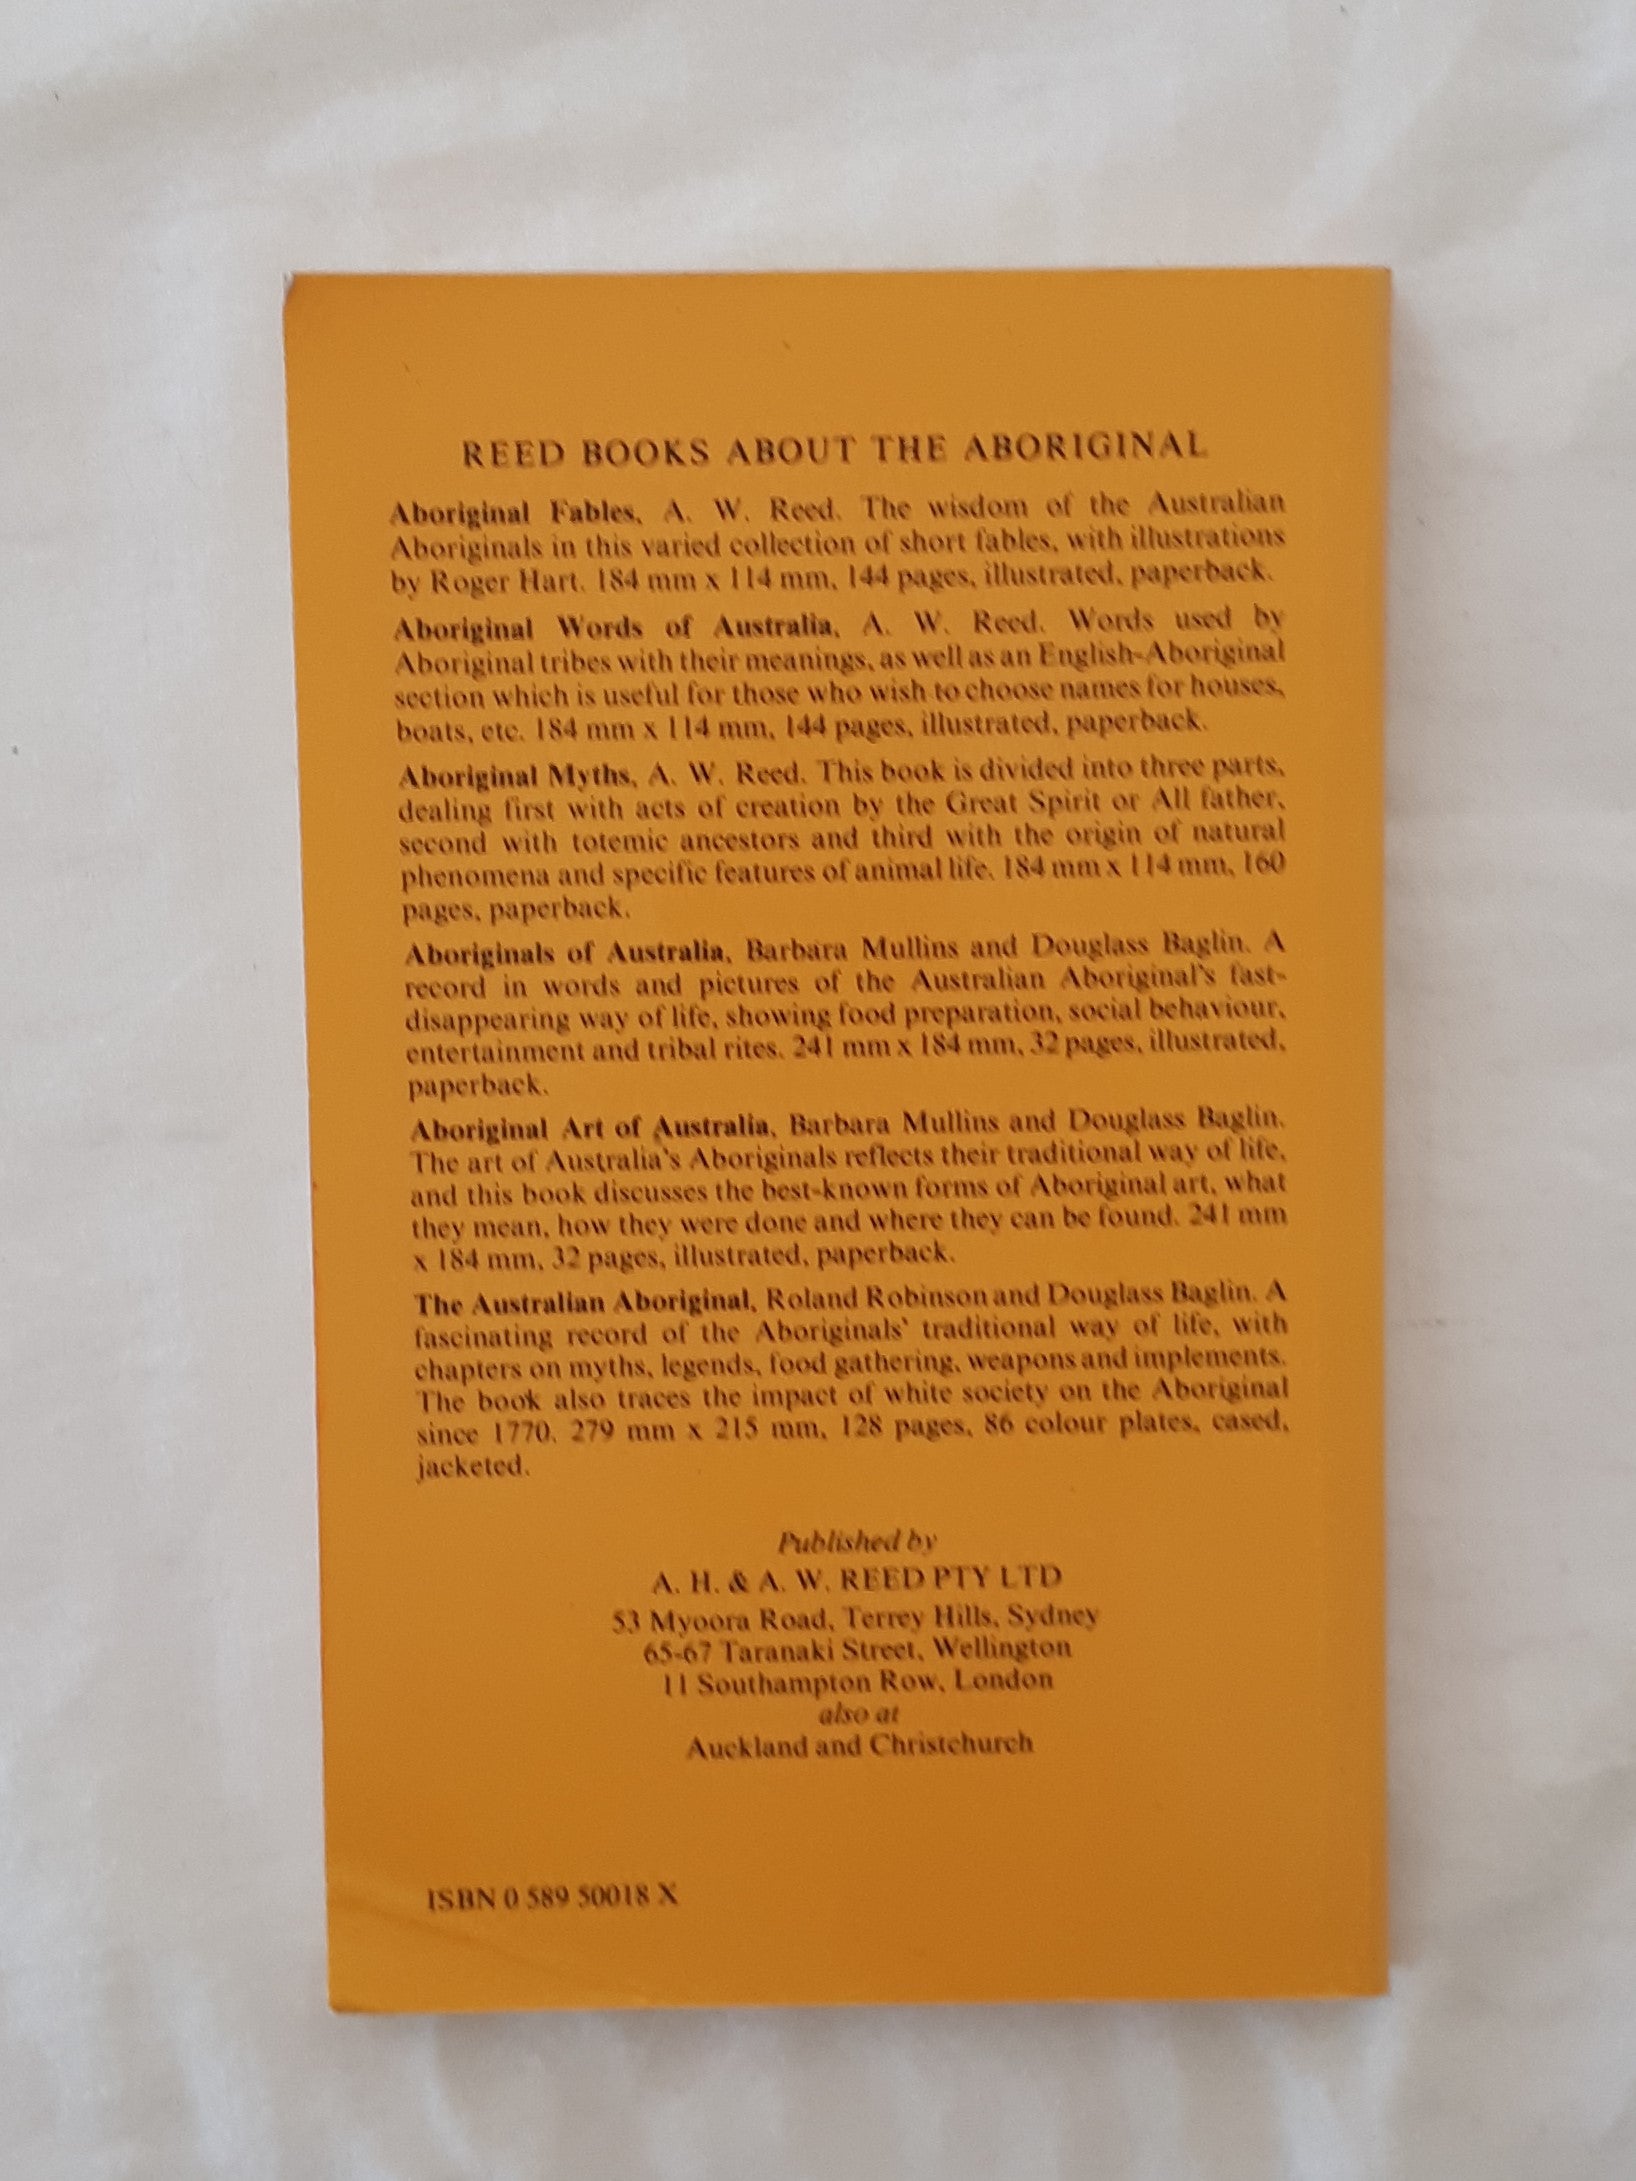 REED BOOKS ABOUT THE ABORIGINAL
Aboriginal Fables, A. W. Reed. The wisdom of the Australian
Aboriginals in this varied collection of short fables, with illustrations
by Roger Hart. 184 mm x 114 mm, 144 pages, illustrated, paperback.
Aboriginal Words of Australia, A. W. Reed. Words used by
Aboriginal tribes with their meanings, as well as an English-Aboriginal
section which is useful for those who wish to choose names for houses,
boats, etc. 184 mm x 114 mm, 144 pages, illustrated, paperback.
Aboriginal Myths, A. W. Reed. This book is divided into three parts,
dealing first with acts of creation by the Great Spirit or All father,
second with totemic ancestors and third with the origin of natural
phenomena and specific features of animal life. 184 mm x 114 mm, 160
pages, paperback.
Aboriginals of Australia, Barbara Mullins and Douglass Baglin. A
record in words and pictures of the Australian Aboriginal's fast-
disappearing way of life, showing food preparation, social behaviour,
entertainment and tribal rites. 241 mm x 184 mm, 32 pages, illustrated,
paperback.
Aboriginal Art of Australia, Barbara Mullins and Douglass Baglin.
The art of Australia's Aboriginals reflects their traditional way of life,
and this book discusses the best-known forms of Aboriginal art, what
they mean, how they were done and where they can be found. 241 mm
x 184 mm, 32 pages, illustrated, paperback.
The Australian Aboriginal, Roland Robinson and Douglass Baglin. A
fascinating record of the Aboriginals' traditional way of life, with
chapters on myths, legends, food gathering, weapons and implements.
The book also traces the impact of white society on the Aboriginal
since 1770. 279 mm x 215 mm, 128 pages, 86 colour plates, cased,
jacketed.
Published by
A. H. & A. W. REED PTY LTD
53 Myoora Road, Terrey Hills, Sydney
65-67 Taranaki Street, Wellington
11 Southampton Row, London
also at
Auckland and Christchurch
ISBN 0 589 50018 X